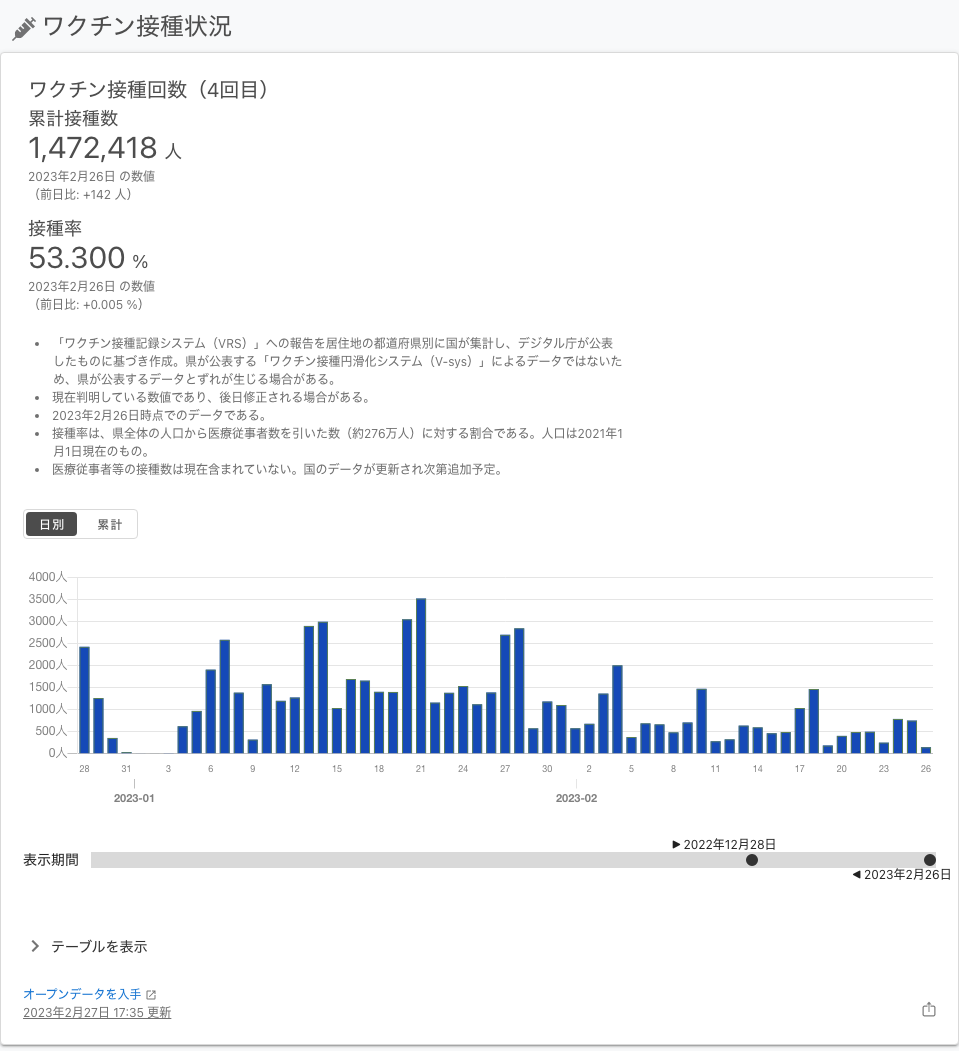 ワクチン接種状況
ワクチン接種回数（4回目）
累計接種数
1,472,418 人
2023年2月26日 の数値
（前日比: +142 人）
接種率
53.300 %
2023年2月26日 の数値
（前日比: +0.005 %）
• 「ワクチン接種記録システム（VRS）」への報告を居住地の都道府県別に国が集計し、デジタル庁が公表
したものに基づき作成。県が公表する「ワクチン接種円滑化システム（V-sys）」によるデータではないた
め、県が公表するデータとずれが生じる場合がある。
• 現在判明している数値であり、後日修正される場合がある。
• 2023年2月26日時点でのデータである。
• 接種率は、県全体の人口から医療従事者数を引いた数（約276万人）に対する割合である。人口は2021年1
月1日現在のもの。
• 医療従事者等の接種数は現在含まれていない。国のデータが更新され次第追加予定。
日別 累計
4000人
3500人
3000人
2500人
2000人
1500人
1000人
500人
0人
28 31 3 6 9 12 15 18 21 24 27 30 2 5 8 11 14 17 20 23 26
2023-01 2023-02
▶ 2022年12月28日
表示期間
◀ 2023年2月26日
テーブルを表示
オープンデータを入手
2023年2月27日 17:35 更新